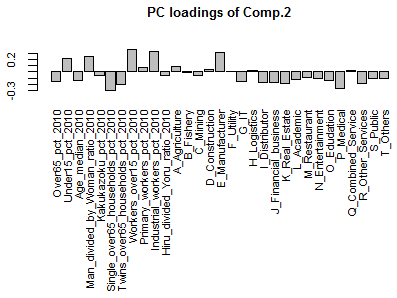 PC loadings of Comp.2
0.2
-0.3
Over65_pct_2010
Under15_pct_2010
Age_median_2010
Man_divided_by_Woman_ratio_2010
Kakukazoku_pct_2010
Single_over65_households_pct_2010
Twins_over65_households_pct_2010
Workers_over15_pct_2010
Primary_workers_pct_2010
Industrial_workers_pct_2010
Hiru_divided_Yoru_ratio_2010
A_Agriculture
B_Fishery
C_Mining
D_Construction
E_Manufacturer
F_Utility
G_IT
H_Logistics
I_Distributor
J_Financial_business
K_Real_Estate
L_Academic
M_Restaurant
N_Entertainment
O_Edudation
P_Medical
Q_Combined_Service
R_Other_Services
S_Public
T_Others